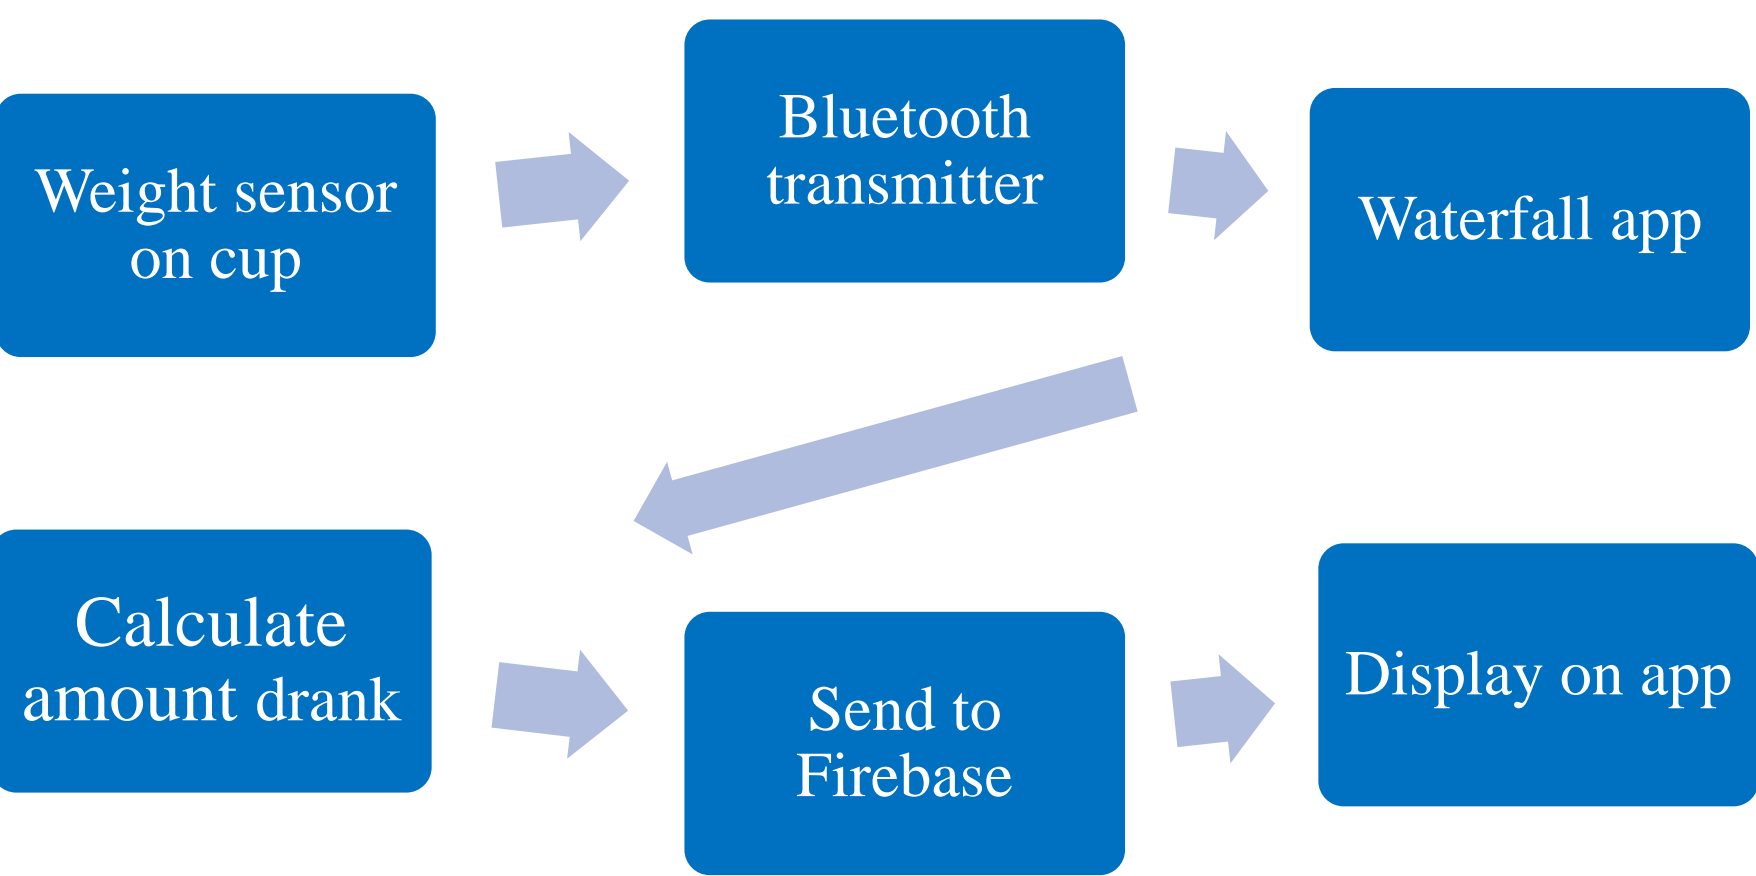 Weight sensor
on cup
Bluetooth
transmitter
Waterfall app
Calculate
amount drank
Send to
Firebase
Display on app